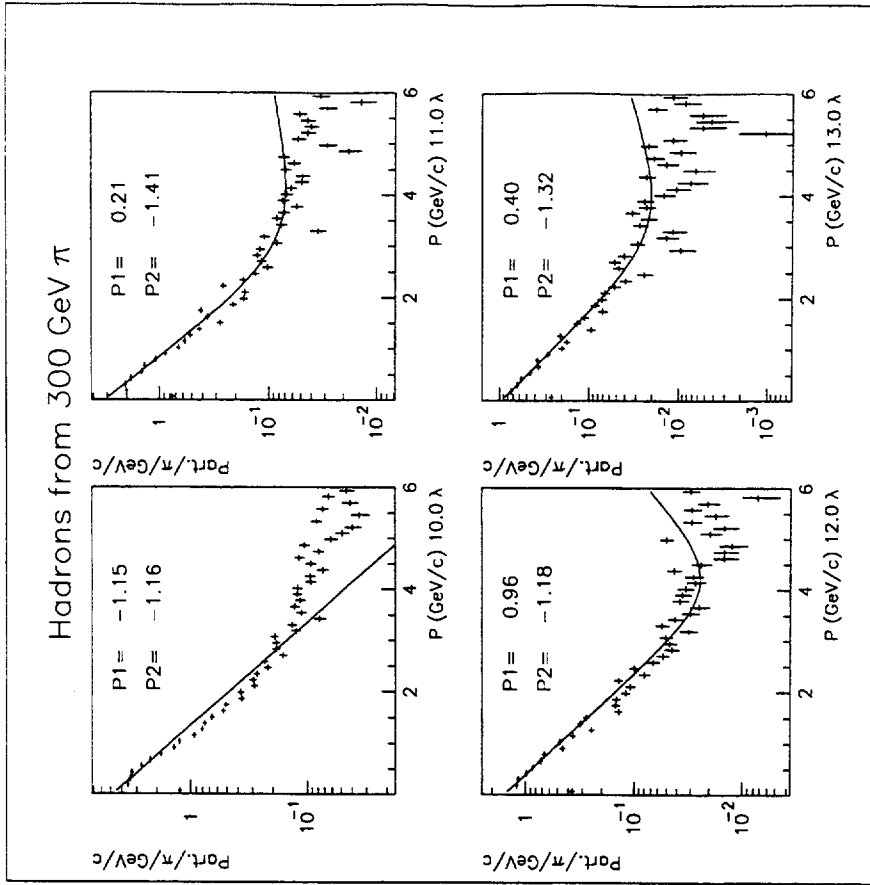 Hadrons from 300 GeV π
Part./π/GeV/c
P1= −1.15
P2= −1.16
1
10⁻¹
2
4
6
P (GeV/c) 10.0 λ
Part./π/GeV/c
P1= 0.21
P2= −1.41
1
10⁻¹
10⁻²
2
4
6
P (GeV/c) 11.0 λ
Part./π/GeV/c
P1= 0.96
P2= −1.18
1
10⁻¹
10⁻²
2
4
6
P (GeV/c) 12.0 λ
Part./π/GeV/c
P1= 0.40
P2= −1.32
1
10⁻¹
10⁻²
10⁻³
2
4
6
P (GeV/c) 13.0 λ